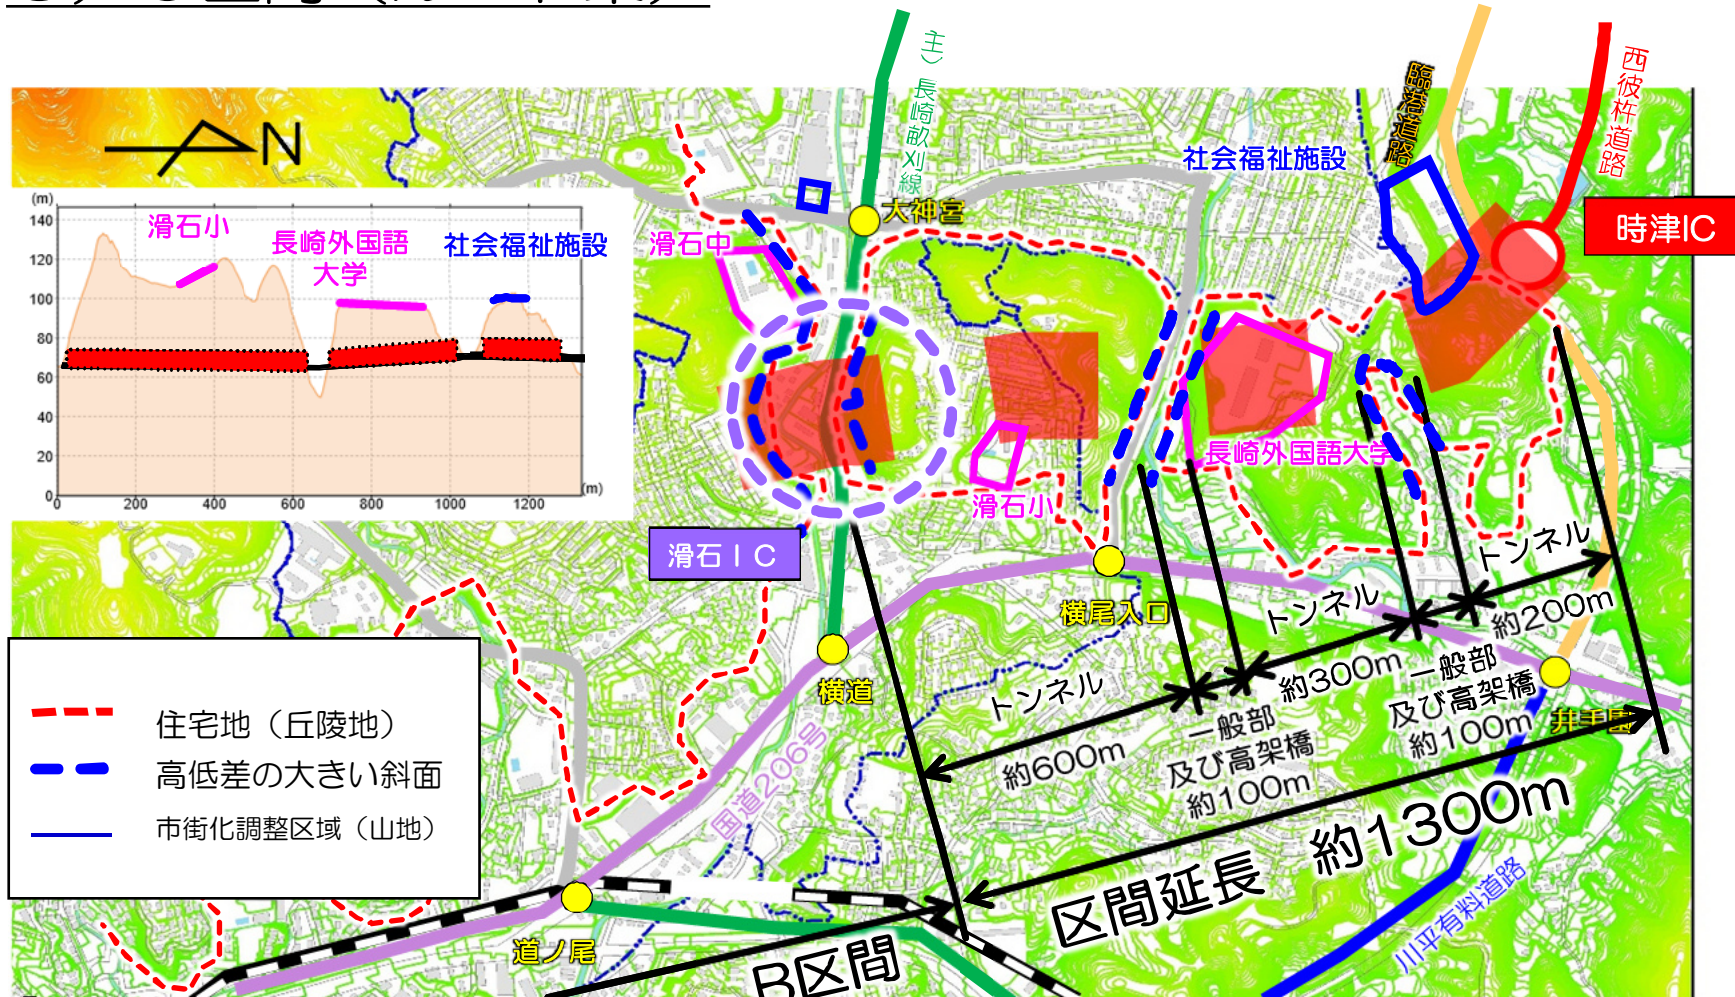 主）長崎畝刈線
臨港道路
西彼杵道路
N
社会福祉施設
大神宮
時津IC
滑石中
(m)
140
120
100
80
60
40
20
0
200
400
600
800
1000
1200
(m)
滑石小
長崎外国語
大学
社会福祉施設
長崎外国語大学
滑石小
滑石ＩＣ
横尾入口
横道
井手園
道ノ尾
国道206号
川平有料道路
トンネル
約600m
一般部
及び高架橋
約100m
トンネル
約300m
一般部
及び高架橋
約100m
トンネル
約200m
区間延長　約1300m
B区間
住宅地（丘陵地）
高低差の大きい斜面
市街化調整区域（山地）